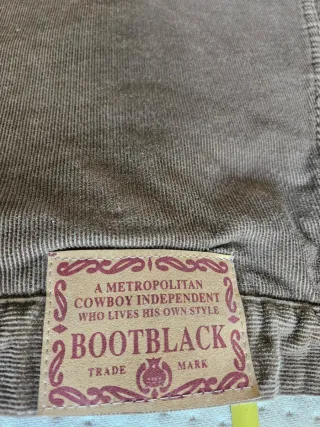 A METROPOLITAN
COWBOY INDEPENDENT
WHO LIVES HIS OWN STYLE
BOOTBLACK
TRADE MARK